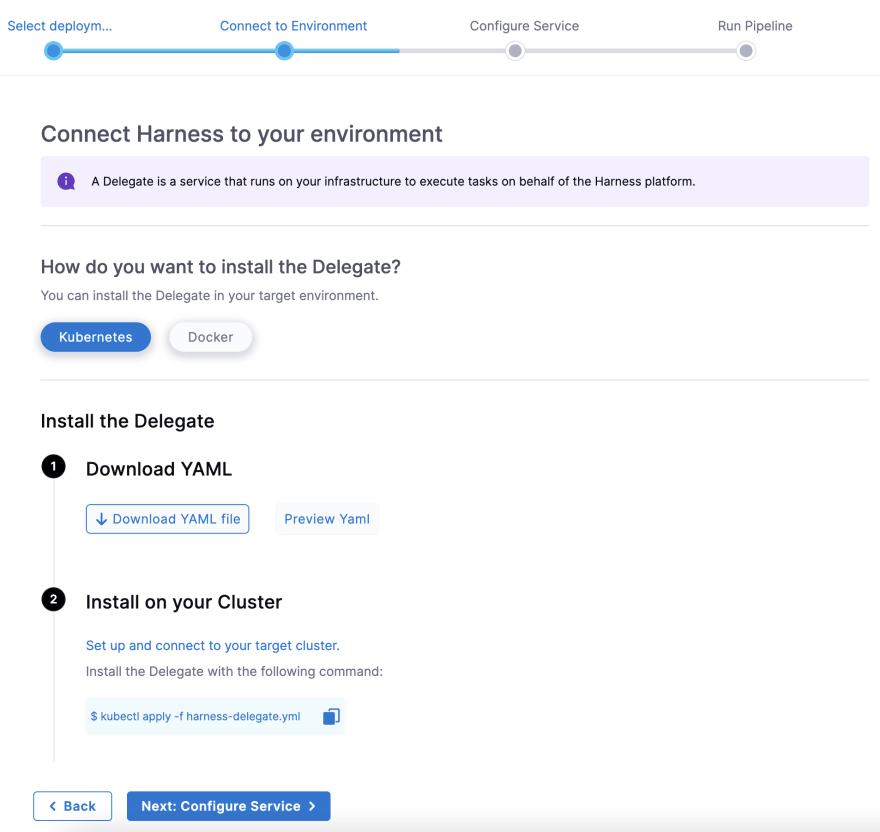 Select deploym...
Connect to Environment
Configure Service
Run Pipeline
Connect Harness to your environment
A Delegate is a service that runs on your infrastructure to execute tasks on behalf of the Harness platform.
How do you want to install the Delegate?
You can install the Delegate in your target environment.
Kubernetes
Docker
Install the Delegate
1
Download YAML
Download YAML file
Preview Yaml
2
Install on your Cluster
Set up and connect to your target cluster.
Install the Delegate with the following command:
$ kubectl apply -f harness-delegate.yml
Back
Next: Configure Service